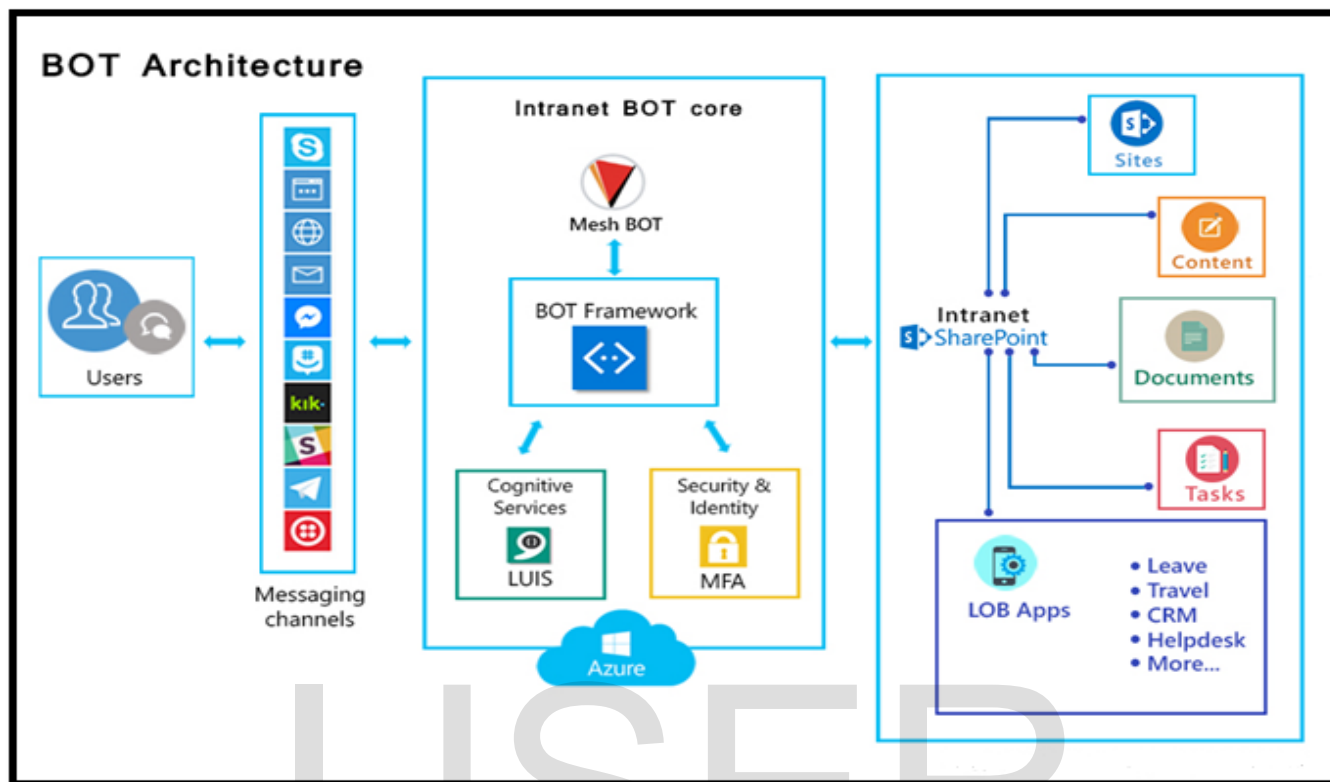 BOT Architecture
Users
S
kik.
S
Messaging
channels
Intranet BOT core
Mesh BOT
BOT Framework
Cognitive
Services
LUIS
Security &
Identity
MFA
Azure
Intranet
S SharePoint
S
Sites
Content
Documents
Tasks
LOB Apps
• Leave
• Travel
• CRM
• Helpdesk
• More...